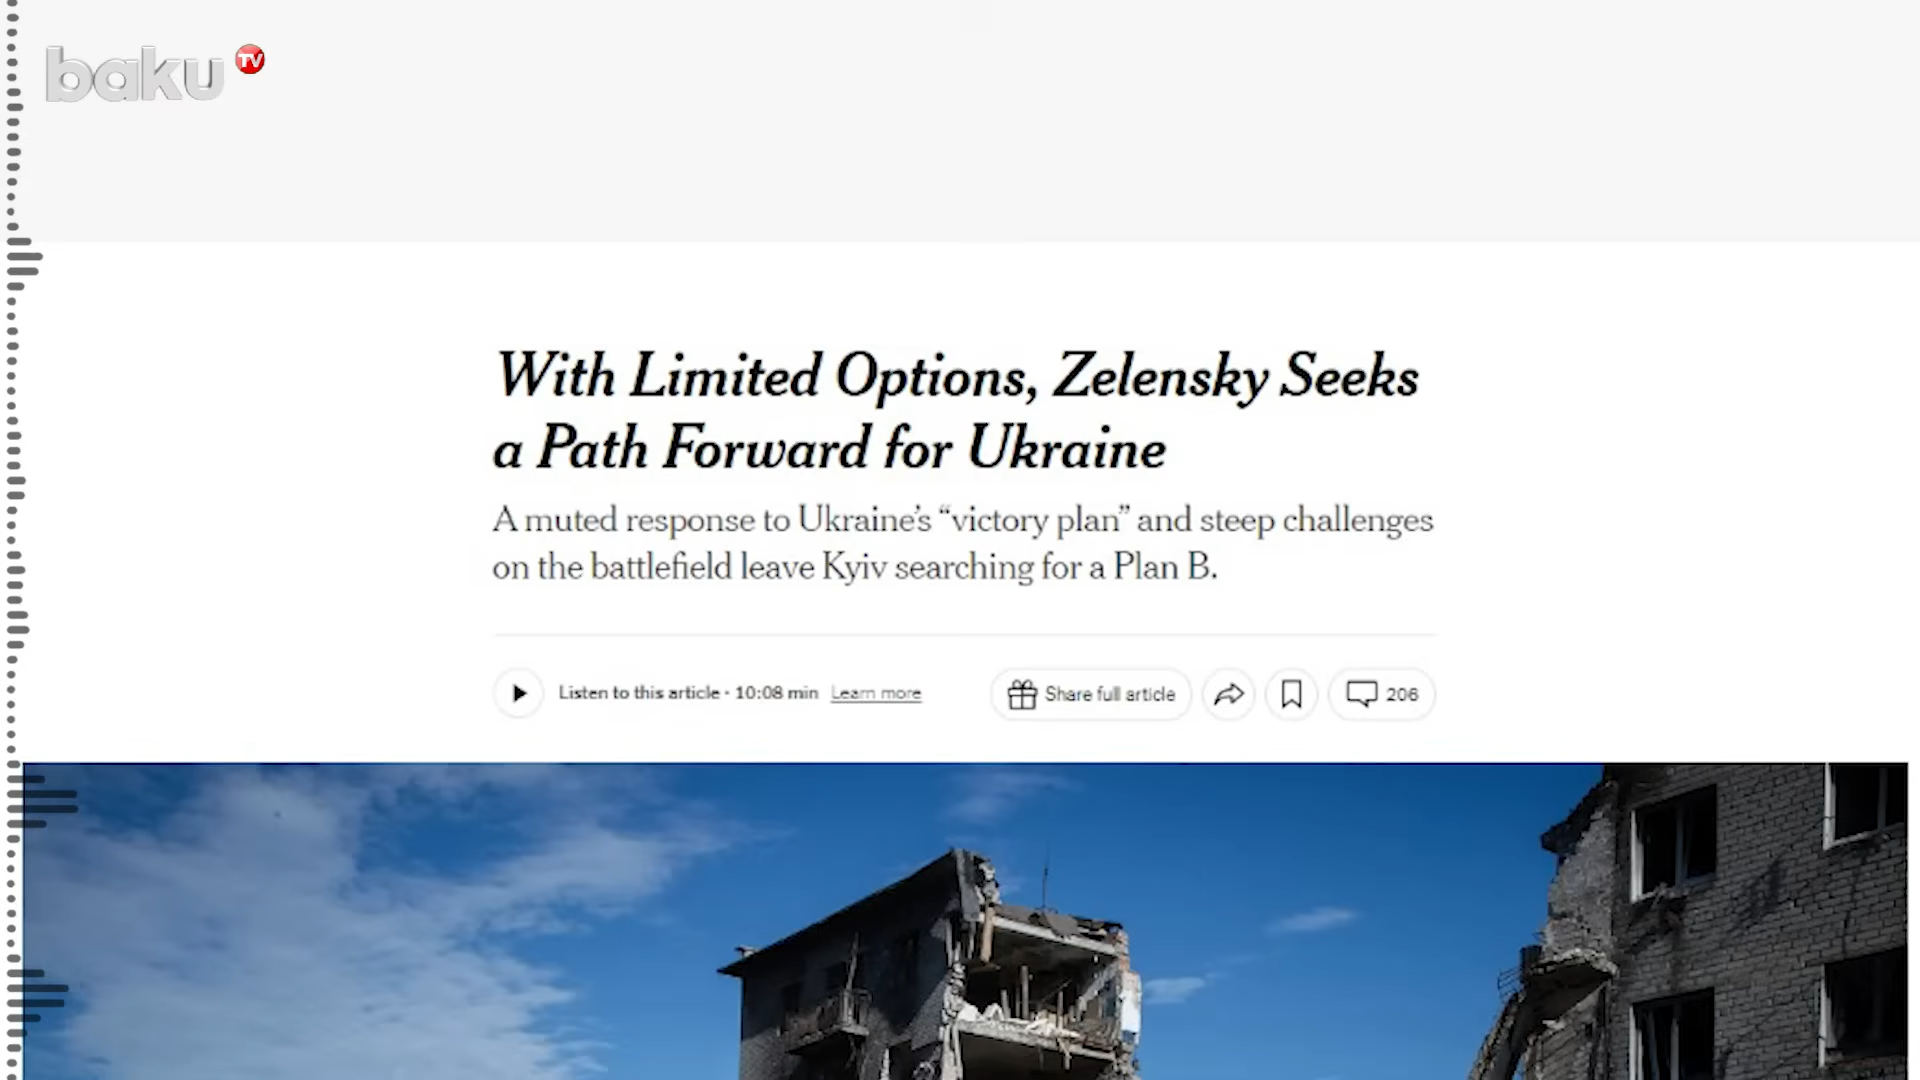 baku TV
With Limited Options, Zelensky Seeks
a Path Forward for Ukraine
A muted response to Ukraine’s “victory plan” and steep challenges
on the battlefield leave Kyiv searching for a Plan B.
Listen to this article · 10:08 min Learn more
Share full article
206